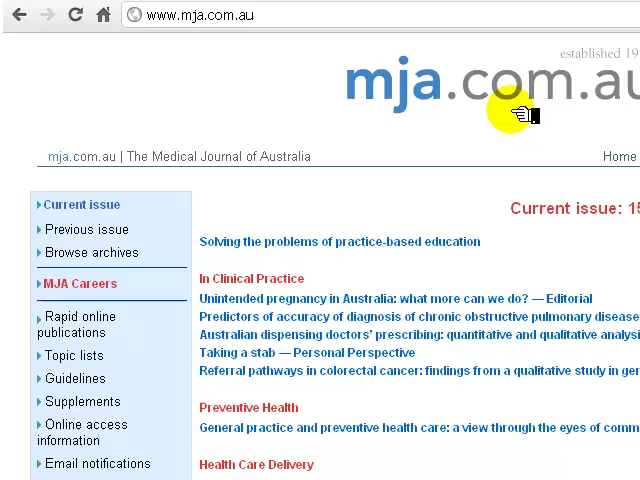 www.mja.com.au
established 19
mja.com.au
mja.com.au | The Medical Journal of Australia
Home
Current issue
Previous issue
Browse archives
MJA Careers
Rapid online
publications
Topic lists
Guidelines
Supplements
Online access
information
Email notifications
Current issue: 15
Solving the problems of practice-based education
In Clinical Practice
Unintended pregnancy in Australia: what more can we do? — Editorial
Predictors of accuracy of diagnosis of chronic obstructive pulmonary disease
Australian dispensing doctors' prescribing: quantitative and qualitative analysi
Taking a stab — Personal Perspective
Referral pathways in colorectal cancer: findings from a qualitative study in gen
Preventive Health
General practice and preventive health care: a view through the eyes of comm
Health Care Delivery